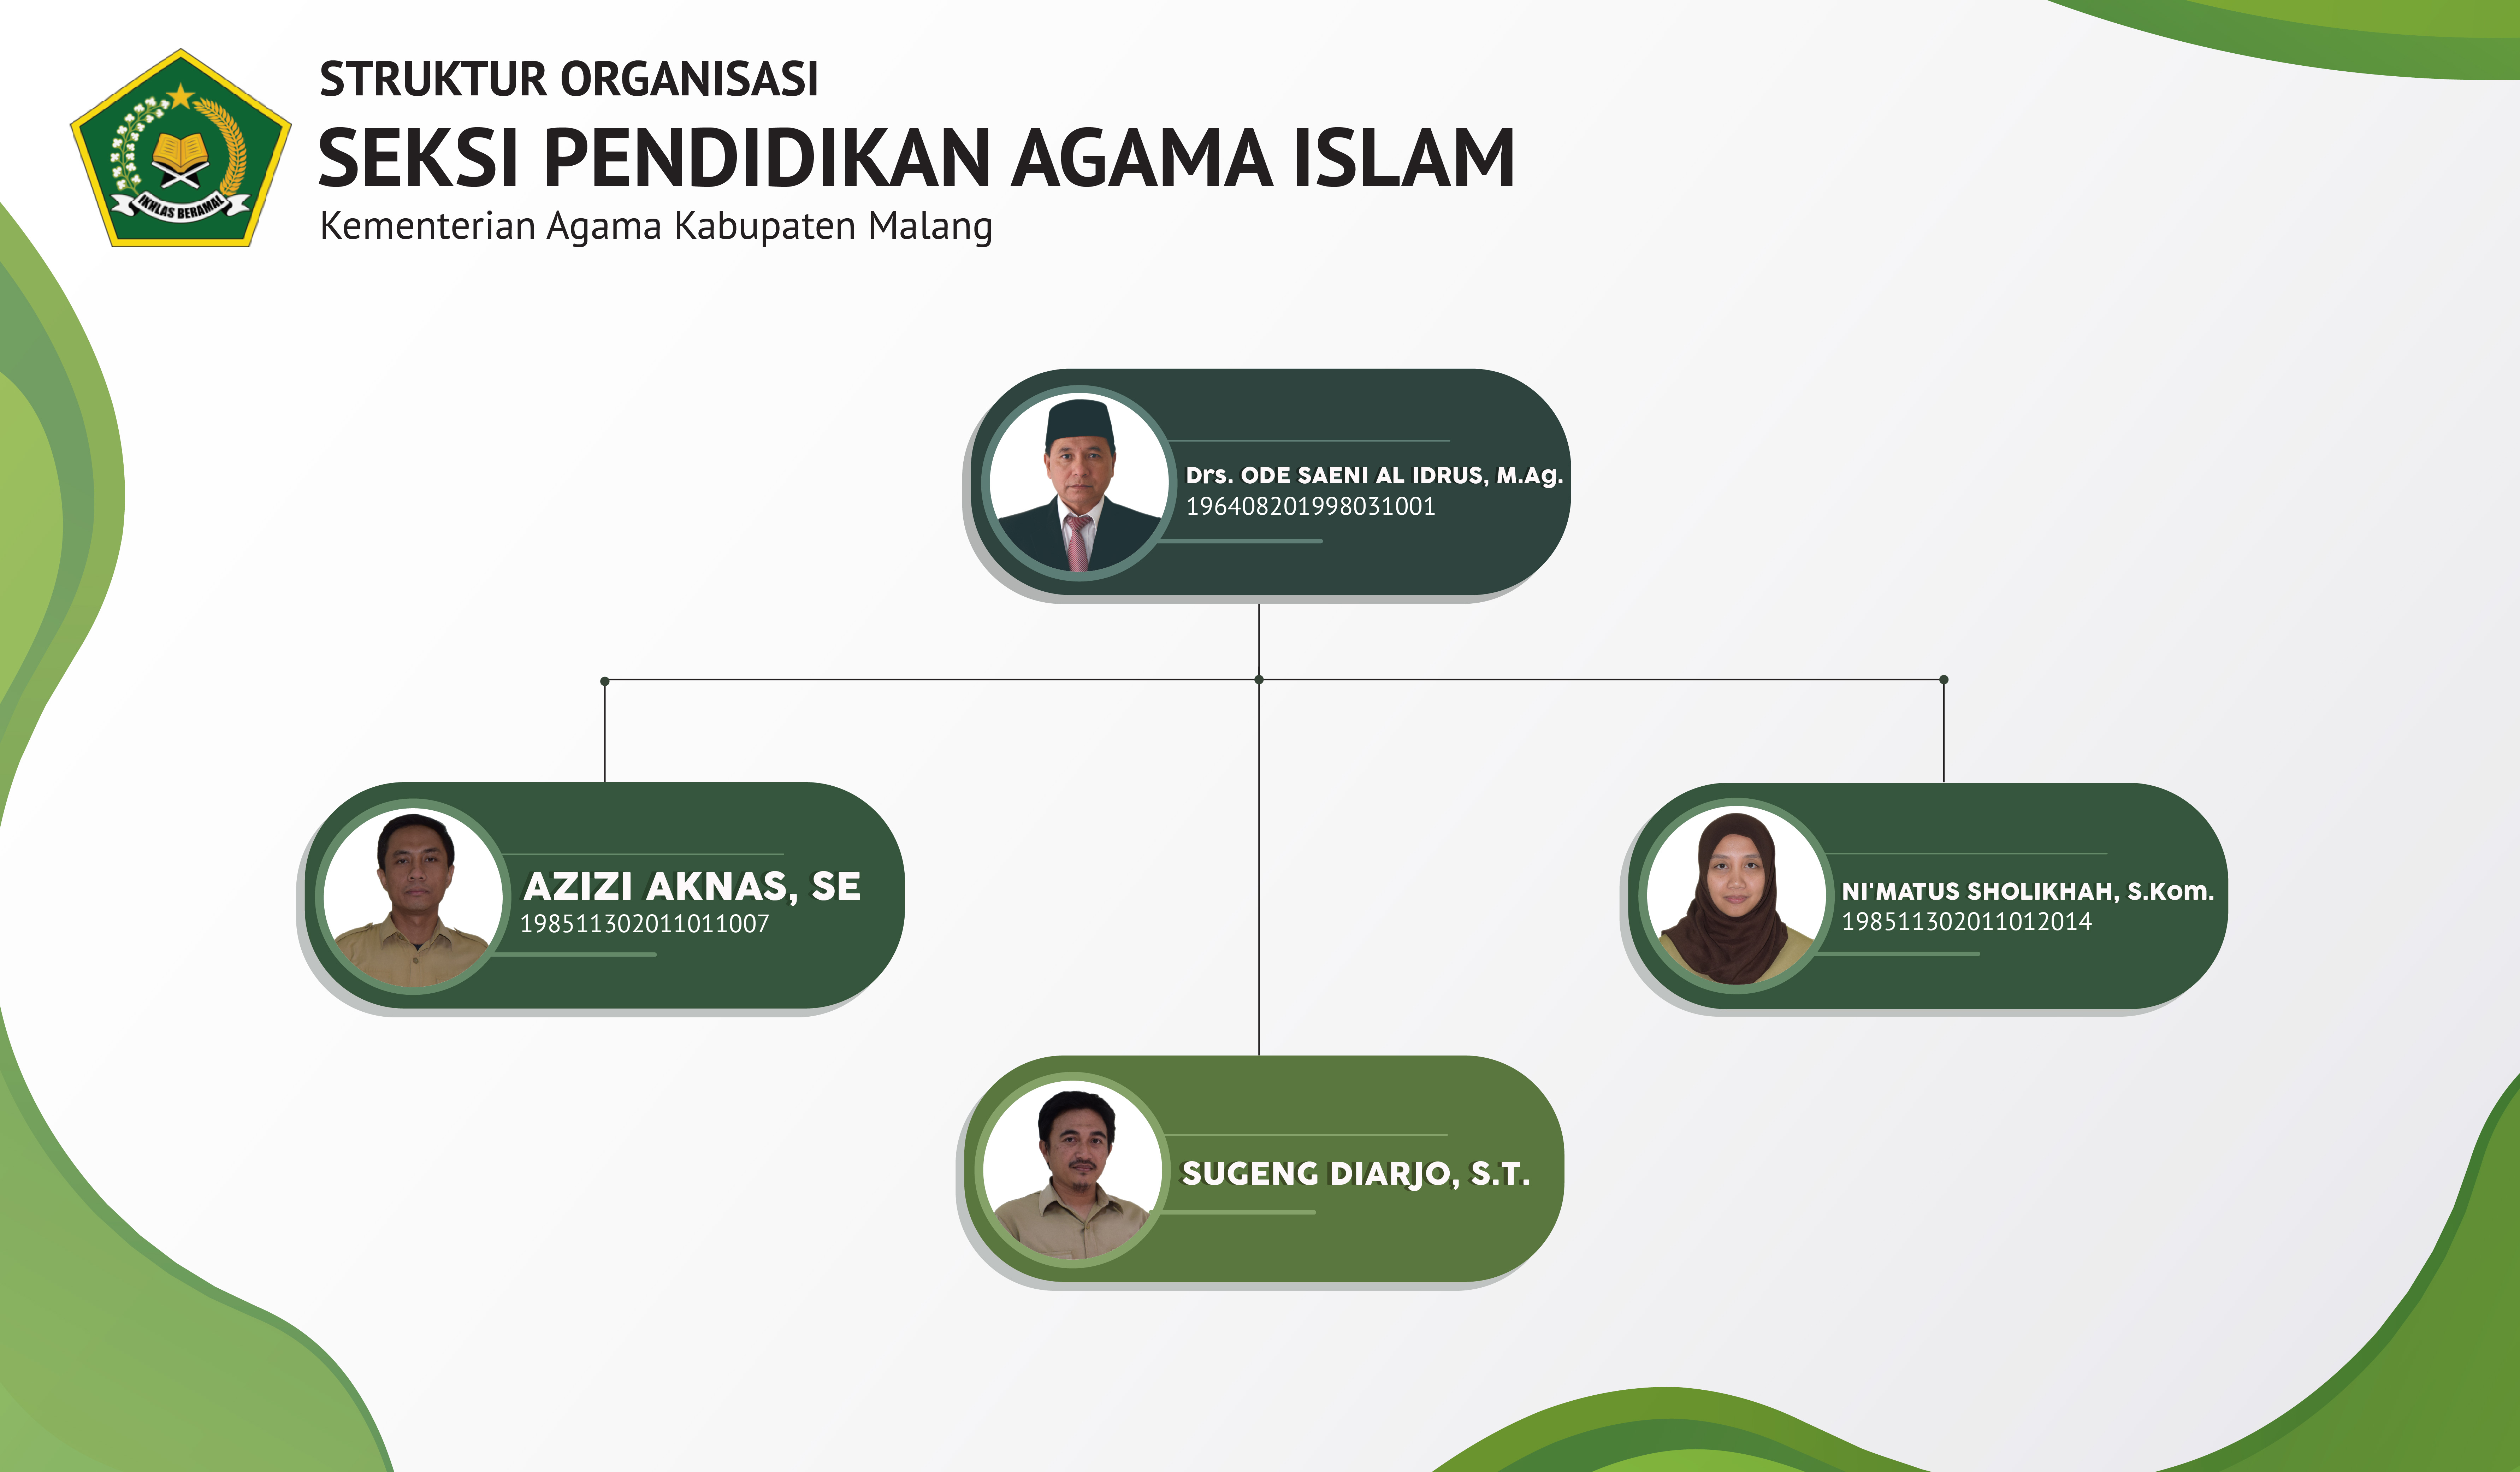 IKHLAS BERAMAL
STRUKTUR ORGANISASI
SEKSI PENDIDIKAN AGAMA ISLAM
Kementerian Agama Kabupaten Malang
Drs. ODE SAENI AL IDRUS, M.Ag.
196408201998031001
AZIZI AKNAS, SE
198511302011011007
NI'MATUS SHOLIKHAH, S.Kom.
198511302011012014
SUGENG DIARJO, S.T.